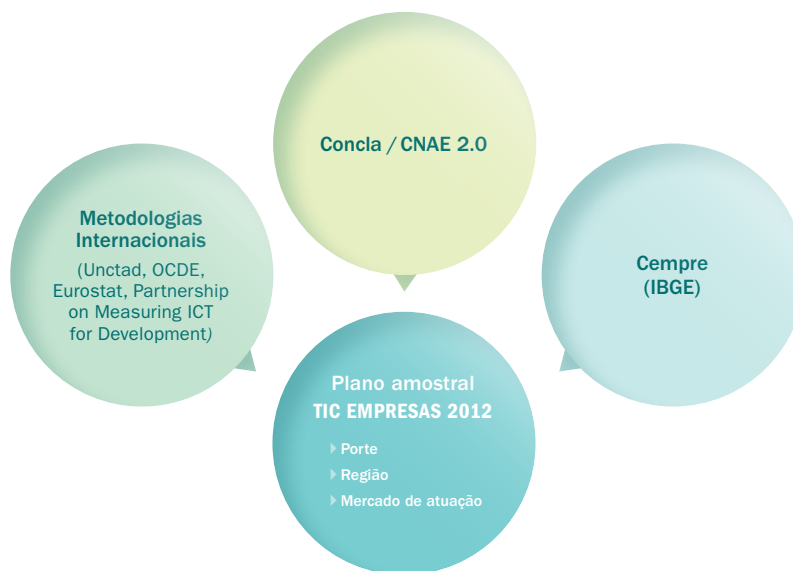 Concla / CNAE 2.0
Metodologias
Internacionais
(Unctad, OCDE,
Eurostat, Partnership
on Measuring ICT
for Development)
Cempre
(IBGE)
Plano amostral
TIC EMPRESAS 2012
Porte
Região
Mercado de atuação